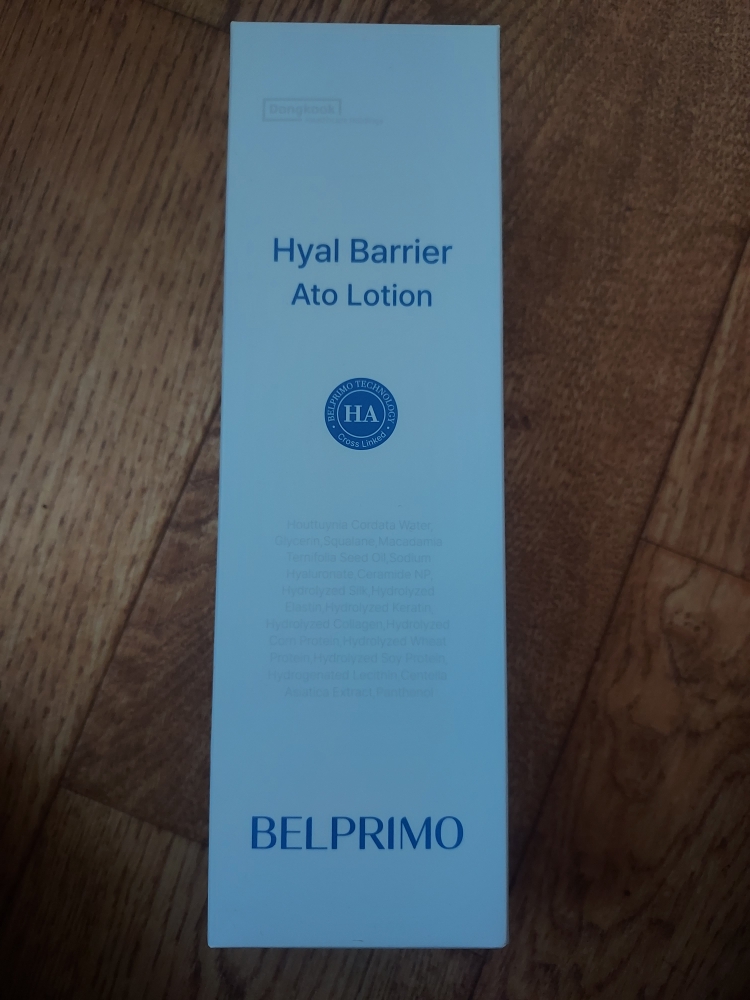 Dongkook
Hyal Barrier
Ato Lotion
BELPRIMO TECHNOLOGY
HA
Cross Linked
Houttuynia Cordata Water,
Glycerin,Squalane,Macadamia
Ternifolia Seed Oil,Sodium
Hyaluronate,Ceramide NP,
Hydrolyzed Silk,Hydrolyzed
Elastin,Hydrolyzed Keratin,
Hydrolyzed Collagen,Hydrolyzed
Corn Protein,Hydrolyzed Wheat
Protein,Hydrolyzed Soy Protein,
Hydrogenated Lecithin,Centella
Asiatica Extract,Panthenol
BELPRIMO